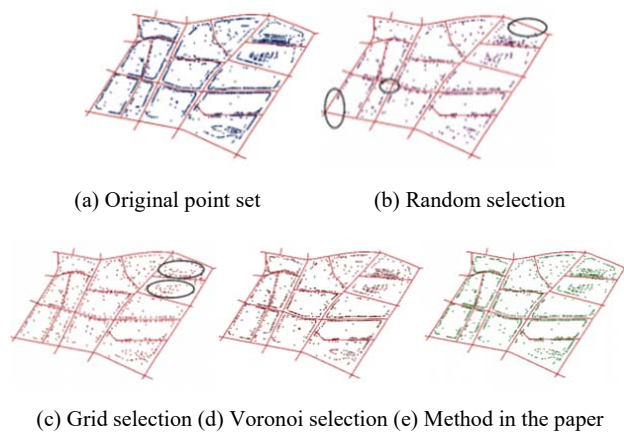 (a) Original point set
(b) Random selection
(c) Grid selection (d) Voronoi selection (e) Method in the paper